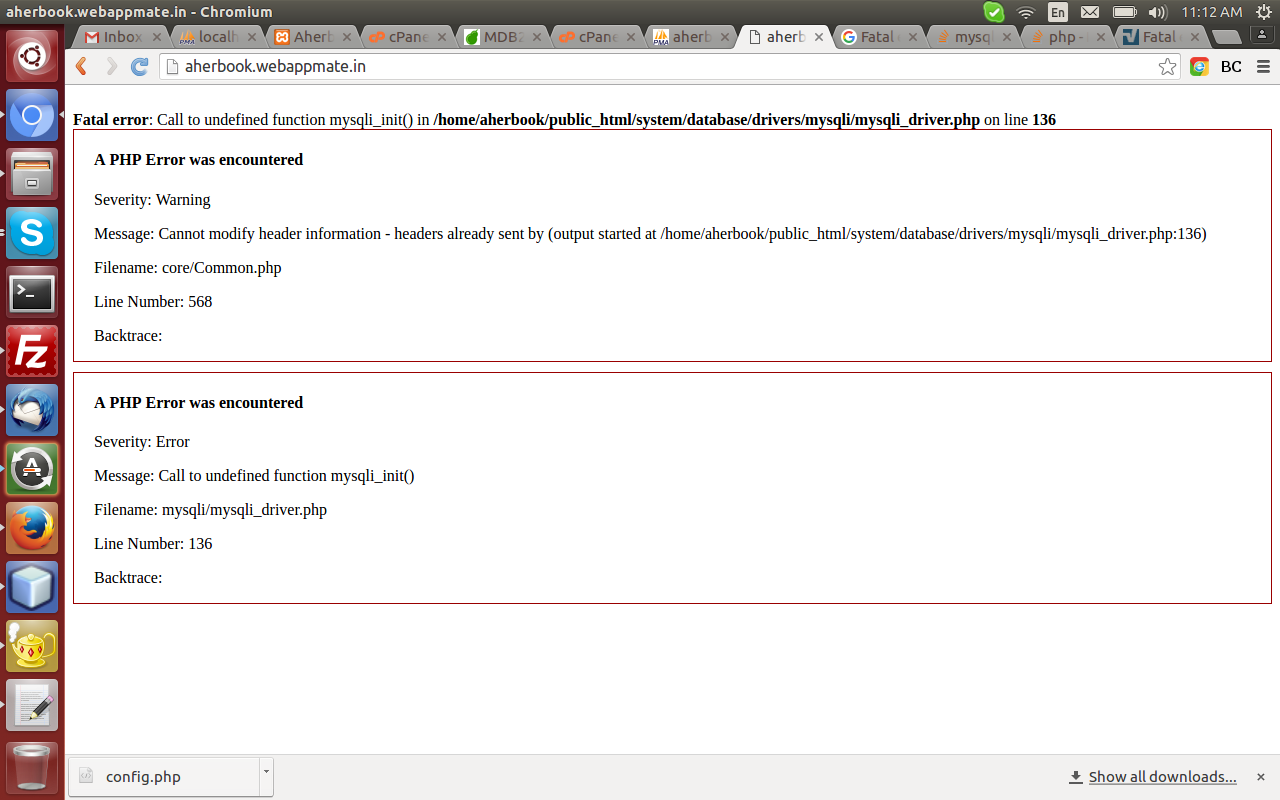 aherbook.webappmate.in - Chromium
En
11:12 AM
Inbox
localh
Aherb
cPane
MDB2
cPane
aherb
aherb
Fatal
mysql
php -
Fatal
aherbook.webappmate.in
BC
Fatal error: Call to undefined function mysqli_init() in /home/aherbook/public_html/system/database/drivers/mysqli/mysqli_driver.php on line 136
A PHP Error was encountered
Severity: Warning
Message: Cannot modify header information - headers already sent by (output started at /home/aherbook/public_html/system/database/drivers/mysqli/mysqli_driver.php:136)
Filename: core/Common.php
Line Number: 568
Backtrace:
A PHP Error was encountered
Severity: Error
Message: Call to undefined function mysqli_init()
Filename: mysqli/mysqli_driver.php
Line Number: 136
Backtrace:
config.php
Show all downloads...